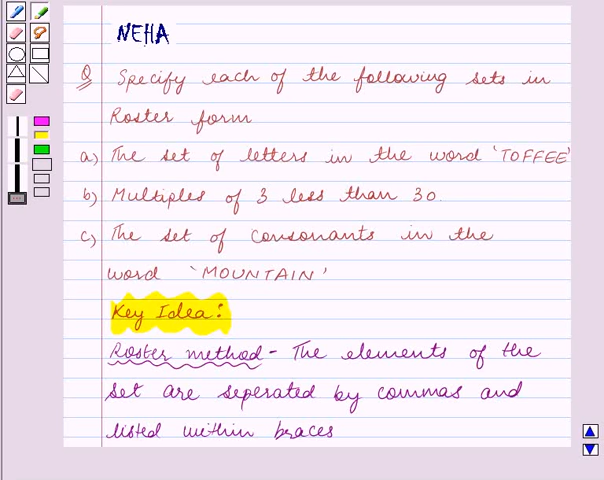 NEHA
Q Specify each of the following sets in
Roster form
a) The set of letters in the word 'TOFFEE'
b) Multiples of 3 less than 30.
c) The set of consonants in the
word 'MOUNTAIN'
Key Idea:
Roster method - The elements of the
set are seperated by commas and
listed within braces